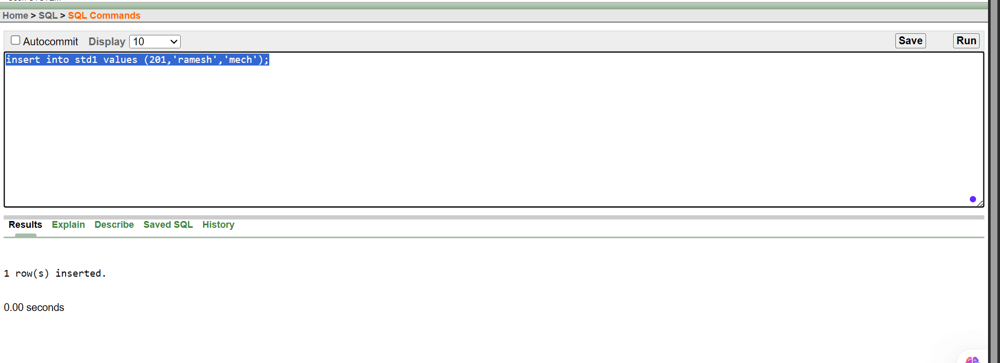 Home > SQL > SQL Commands
Autocommit Display 10 Save Run
insert into std1 values (201,'ramesh','mech');
Results Explain Describe Saved SQL History
1 row(s) inserted.
0.00 seconds